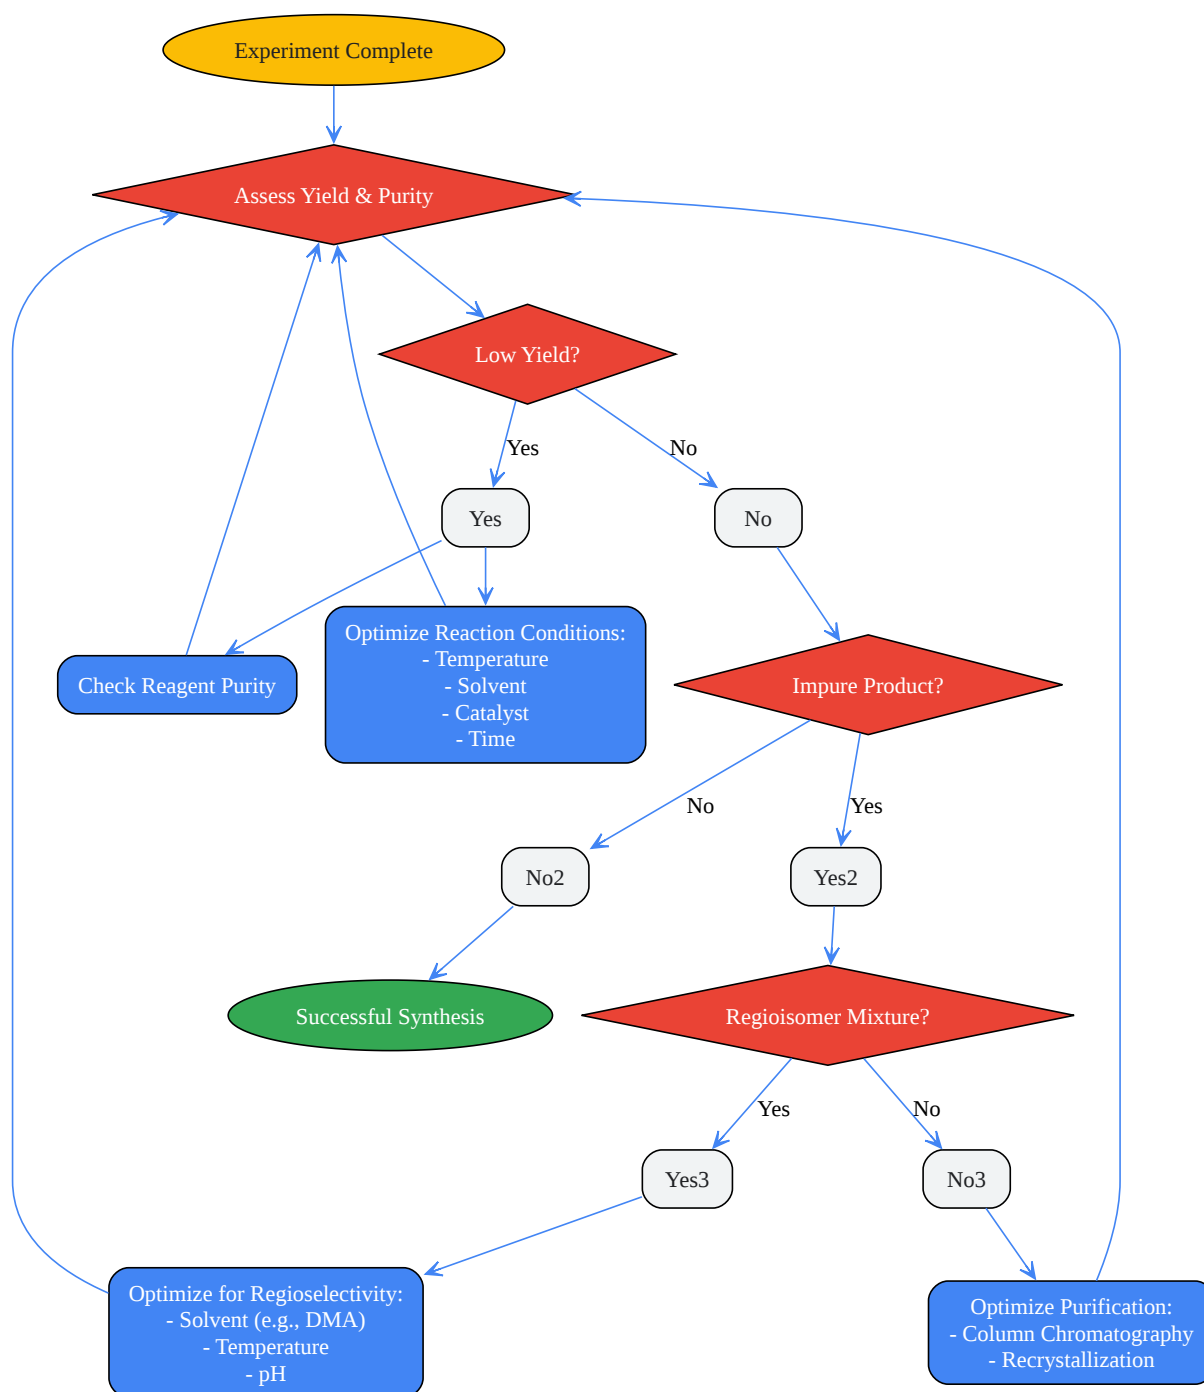 Experiment Complete
Assess Yield & Purity
Low Yield?
Yes
No
Yes
No
Optimize Reaction Conditions:
- Temperature
- Solvent
- Catalyst
- Time
Check Reagent Purity
Impure Product?
No
Yes
No2
Yes2
Successful Synthesis
Regioisomer Mixture?
Yes
No
Yes3
No3
Optimize for Regioselectivity:
- Solvent (e.g., DMA)
- Temperature
- pH
Optimize Purification:
- Column Chromatography
- Recrystallization